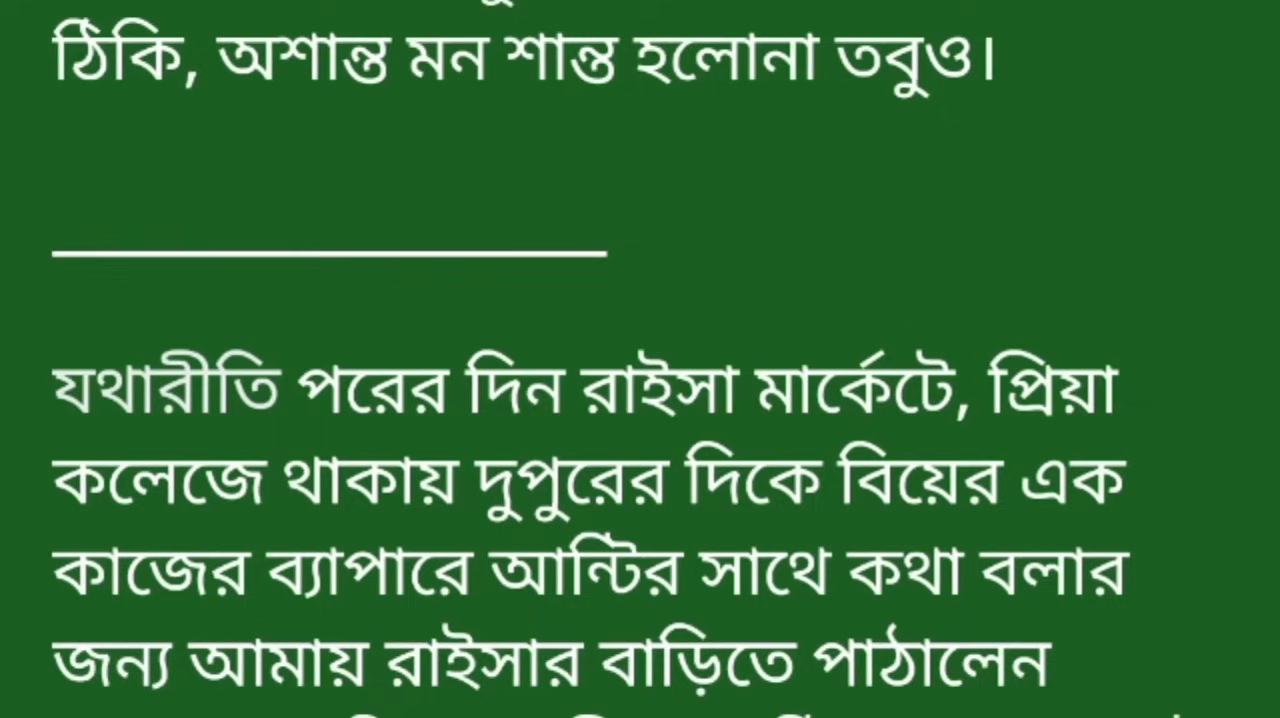 ঠিকি, অশান্ত মন শান্ত হলোনা তবুও।
যথারীতি পরের দিন রাইসা মার্কেটে, প্রিয়া
কলেজে থাকায় দুপুরের দিকে বিয়ের এক
কাজের ব্যাপারে আন্টির সাথে কথা বলার
জন্য আমায় রাইসার বাড়িতে পাঠালেন